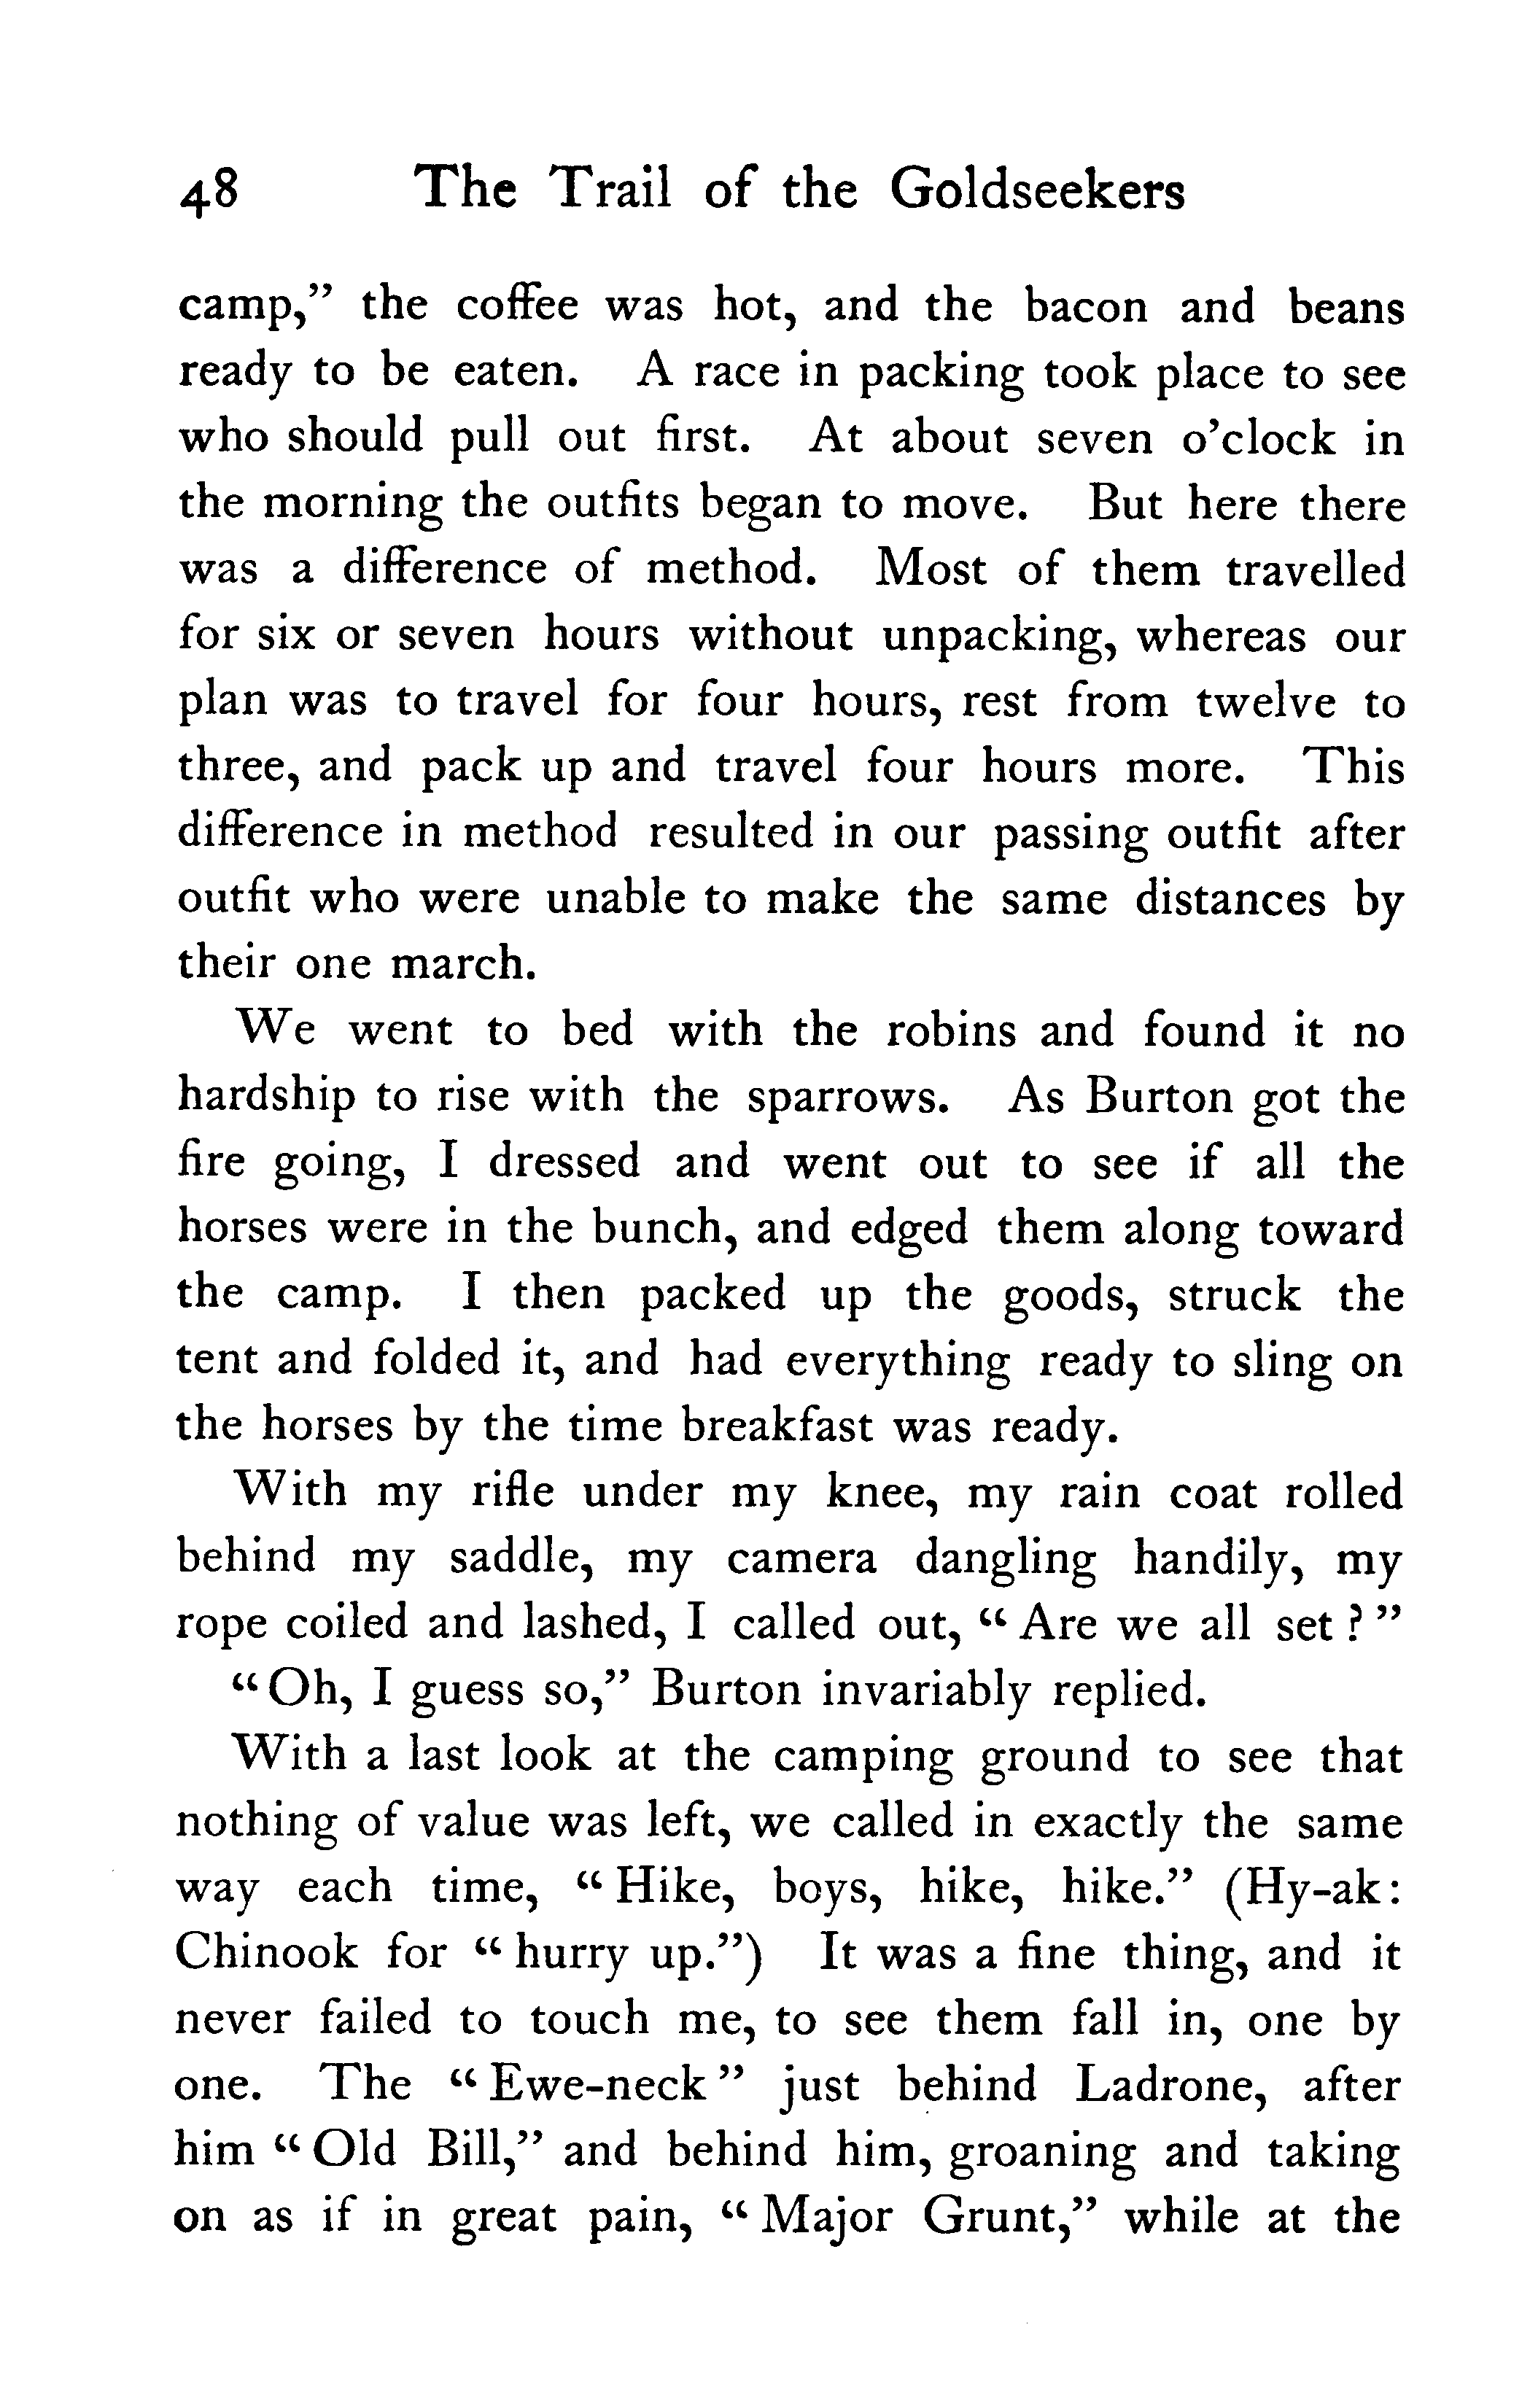 48 The Trail of the Goldseekers
camp,” the coffee was hot, and the bacon and beans
ready to be eaten. A race in packing took place to see
who should pull out first. At about seven o’clock in
the morning the outfits began to move. But here there
was a difference of method. Most of them travelled
for six or seven hours without unpacking, whereas our
plan was to travel for four hours, rest from twelve to
three, and pack up and travel four hours more. This
difference in method resulted in our passing outfit after
outfit who were unable to make the same distances by
their one march.
We went to bed with the robins and found it no
hardship to rise with the sparrows. As Burton got the
fire going, I dressed and went out to see if all the
horses were in the bunch, and edged them along toward
the camp. I then packed up the goods, struck the
tent and folded it, and had everything ready to sling on
the horses by the time breakfast was ready.
With my rifle under my knee, my rain coat rolled
behind my saddle, my camera dangling handily, my
rope coiled and lashed, I called out, “Are we all set?”
“Oh, I guess so,” Burton invariably replied.
With a last look at the camping ground to see that
nothing of value was left, we called in exactly the same
way each time, “Hike, boys, hike, hike.” (Hy-ak:
Chinook for “hurry up.”) It was a fine thing, and it
never failed to touch me, to see them fall in, one by
one. The “Ewe-neck” just behind Ladrone, after
him “Old Bill,” and behind him, groaning and taking
on as if in great pain, “Major Grunt,” while at the